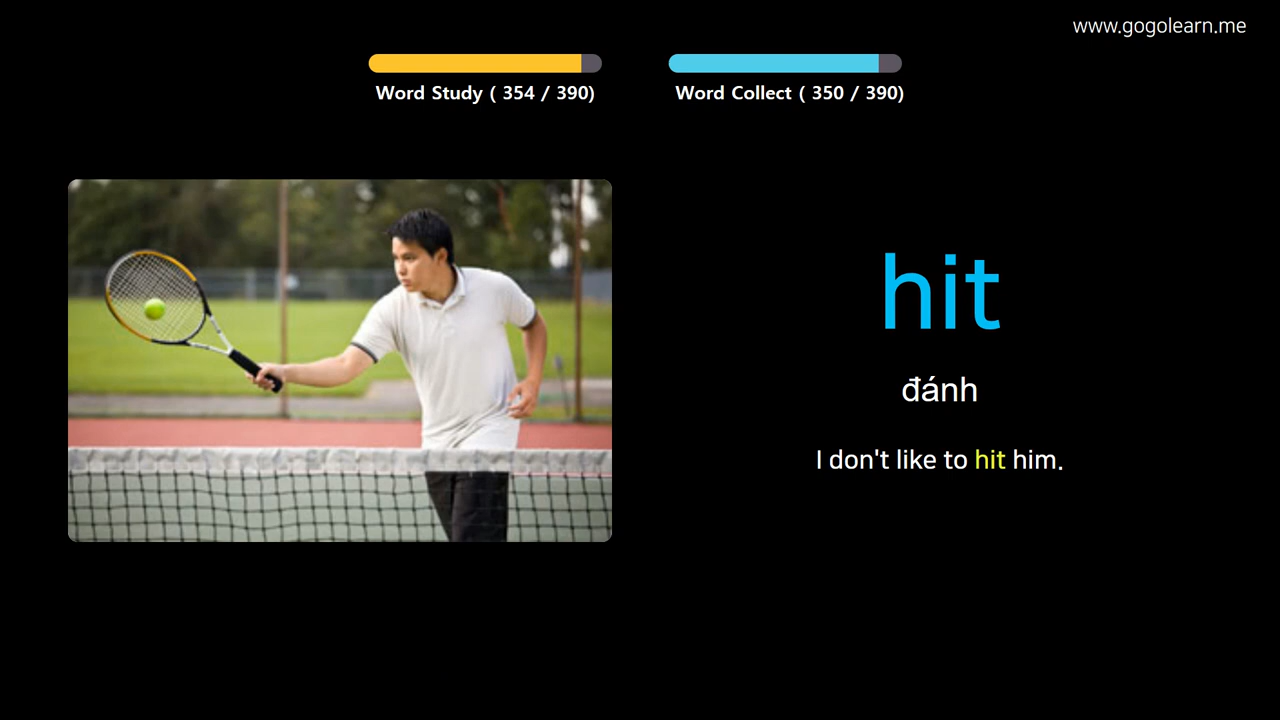 www.gogolearn.me
Word Study ( 354 / 390)
Word Collect ( 350 / 390)
hit
đánh
I don't like to hit him.